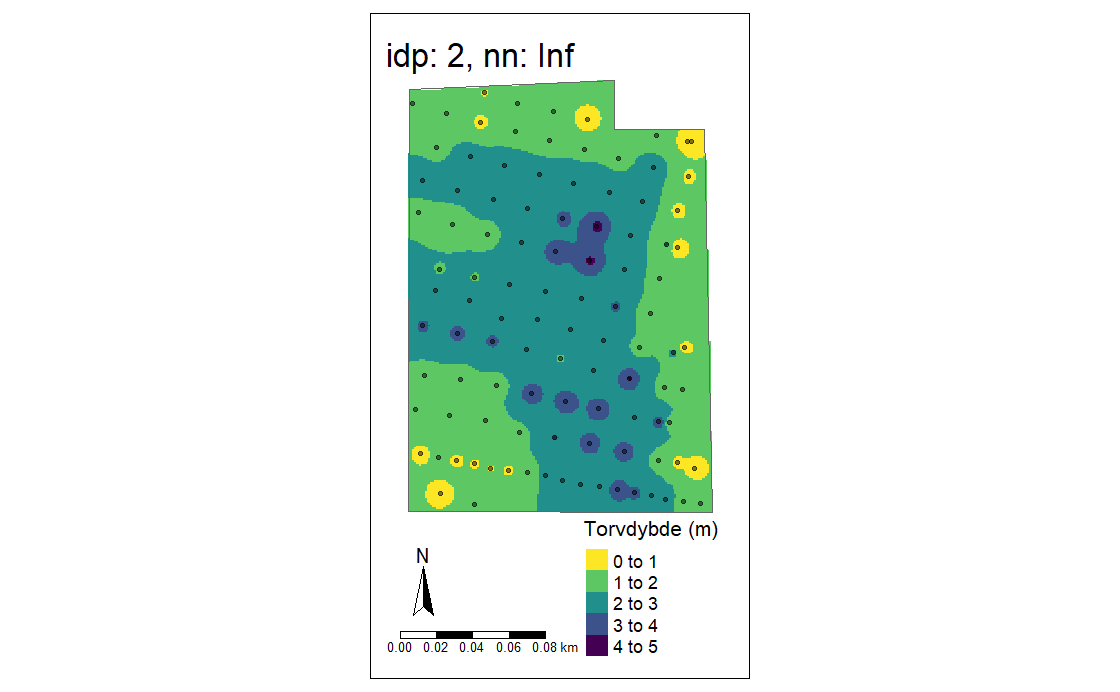 idp: 2, nn: Inf
Torvdybde (m)
0 to 1
1 to 2
2 to 3
3 to 4
4 to 5
N
0.00 0.02 0.04 0.06 0.08 km